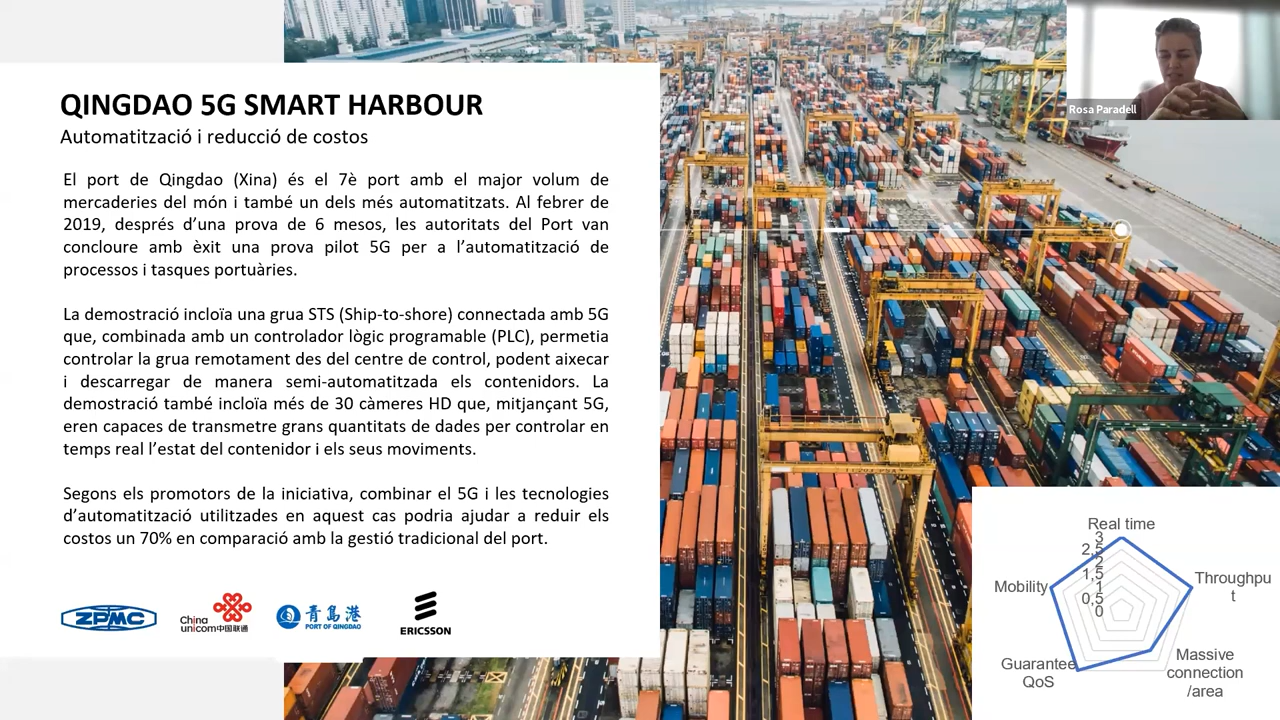 QINGDAO 5G SMART HARBOUR
Automatització i reducció de costos
El port de Qingdao (Xina) és el 7è port amb el major volum de
mercaderies del món i també un dels més automatitzats. Al febrer de
2019, després d’una prova de 6 mesos, les autoritats del Port van
concloure amb èxit una prova pilot 5G per a l’automatització de
processos i tasques portuàries.
La demostració incloïa una grua STS (Ship-to-shore) connectada amb 5G
que, combinada amb un controlador lògic programable (PLC), permetia
controlar la grua remotament des del centre de control, podent aixecar
i descarregar de manera semi-automatitzada els contenidors. La
demostració també incloïa més de 30 càmeres HD que, mitjançant 5G,
eren capaces de transmetre grans quantitats de dades per controlar en
temps real l’estat del contenidor i els seus moviments.
Segons els promotors de la iniciativa, combinar el 5G i les tecnologies
d’automatització utilitzades en aquest cas podria ajudar a reduir els
costos un 70% en comparació amb la gestió tradicional del port.
ZPMC
China
unicom中国联通
青島港
PORT OF QINGDAO
ERICSSON
Rosa Paradell
Real time
3
2,5
2
1,5
1
0,5
0
Mobility
Throughpu
t
Guarantee
QoS
Massive
connection
/area